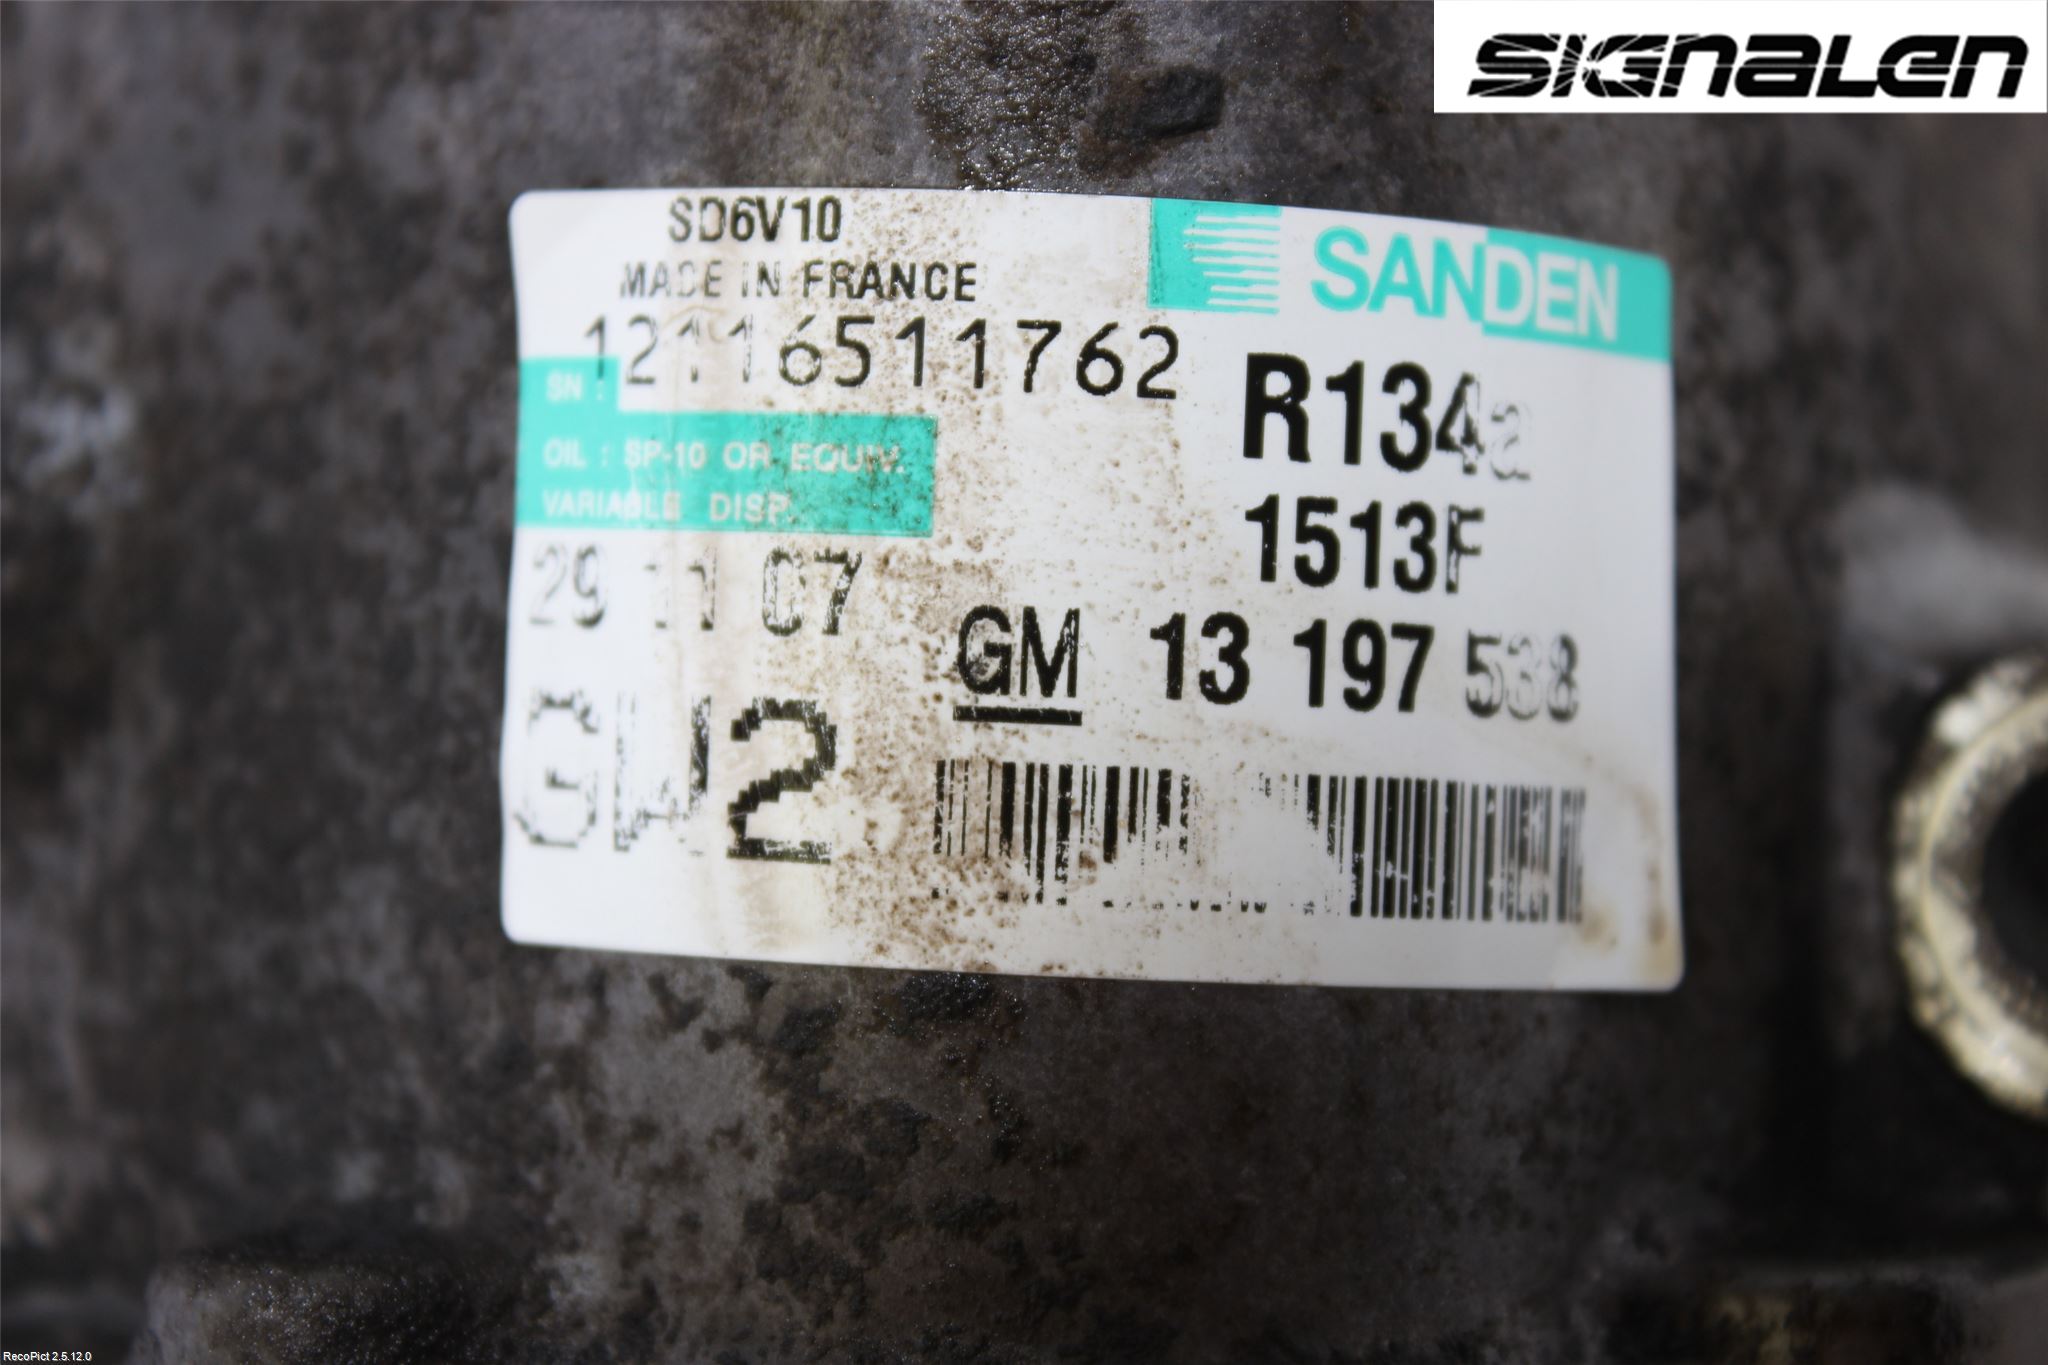 SIGNALEN
SD6V10
MADE IN FRANCE
SANDEN
SN : 12116511762
R134a
OIL : SP-10 OR EQUIV.
VARIABLE DISP.
1513F
29 11 07
GM 13 197 538
GW2
RecoPict 2.5.12.0